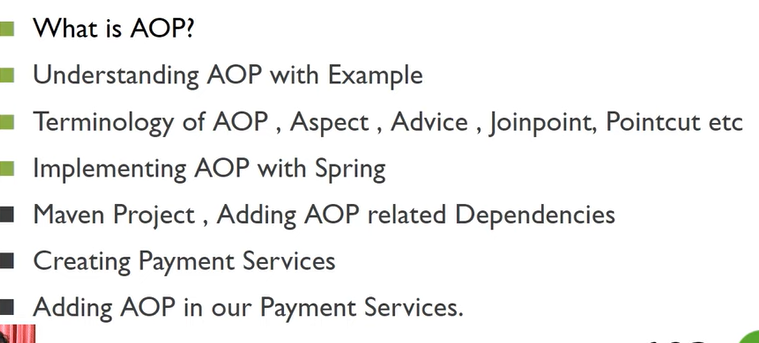 What is AOP?
Understanding AOP with Example
Terminology of AOP , Aspect , Advice , Joinpoint, Pointcut etc
Implementing AOP with Spring
Maven Project , Adding AOP related Dependencies
Creating Payment Services
Adding AOP in our Payment Services.